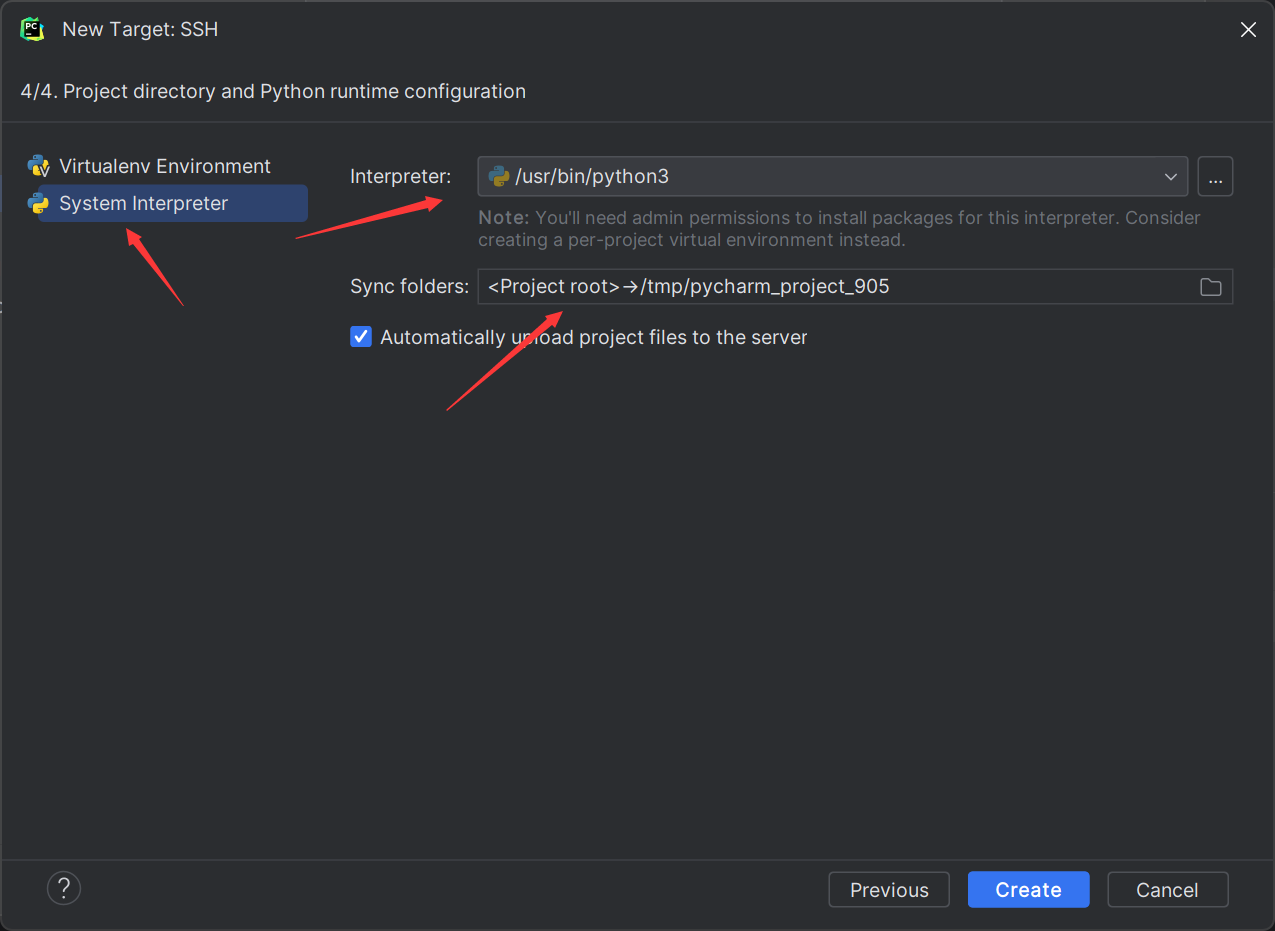 PC
New Target: SSH
4/4. Project directory and Python runtime configuration
Virtualenv Environment
System Interpreter
Interpreter:
/usr/bin/python3
...
Note: You'll need admin permissions to install packages for this interpreter. Consider
creating a per-project virtual environment instead.
Sync folders:
<Project root>→/tmp/pycharm_project_905
Automatically upload project files to the server
?
Previous
Create
Cancel